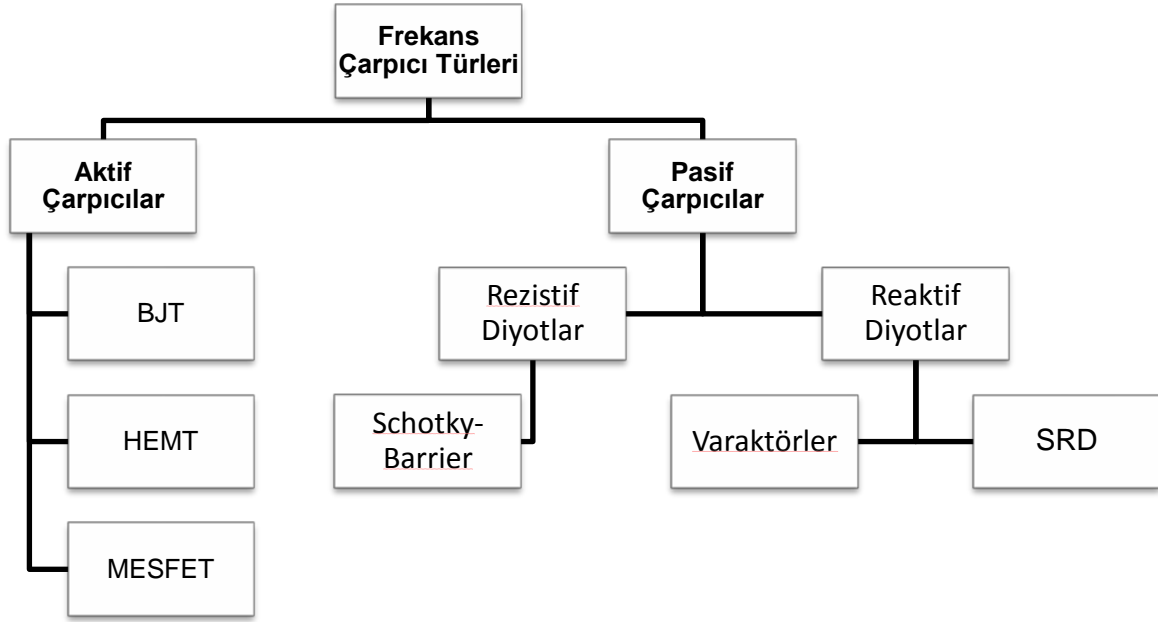 Frekans
Çarpıcı Türleri
Aktif
Çarpıcılar
Pasif
Çarpıcılar
BJT
HEMT
MESFET
Rezistif
Diyotlar
Schotky-
Barrier
Reaktif
Diyotlar
Varaktörler
SRD